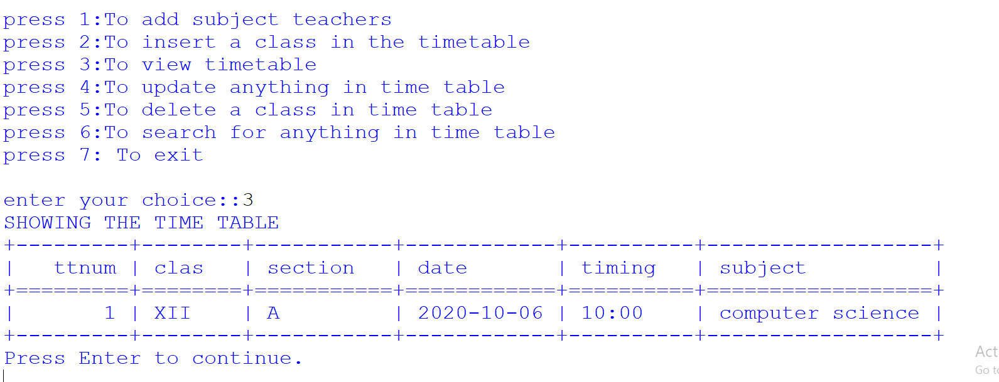 press 1:To add subject teachers
press 2:To insert a class in the timetable
press 3:To view timetable
press 4:To update anything in time table
press 5:To delete a class in time table
press 6:To search for anything in time table
press 7: To exit
enter your choice::3
SHOWING THE TIME TABLE
+---------+--------+-----------+------------+----------+------------------+
|   ttnum | clas   | section   | date       | timing   | subject          |
+=========+========+===========+============+==========+==================+
|       1 | XII    | A         | 2020-10-06 | 10:00    | computer science |
+---------+--------+-----------+------------+----------+------------------+
Press Enter to continue.
Act
Go to